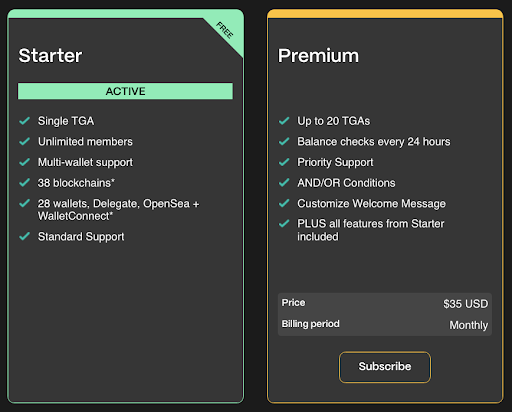 FREE
Starter
ACTIVE
Single TGA
Unlimited members
Multi-wallet support
38 blockchains*
28 wallets, Delegate, OpenSea +
WalletConnect*
Standard Support
Premium
Up to 20 TGAs
Balance checks every 24 hours
Priority Support
AND/OR Conditions
Customize Welcome Message
PLUS all features from Starter
included
Price $35 USD
Billing period Monthly
Subscribe